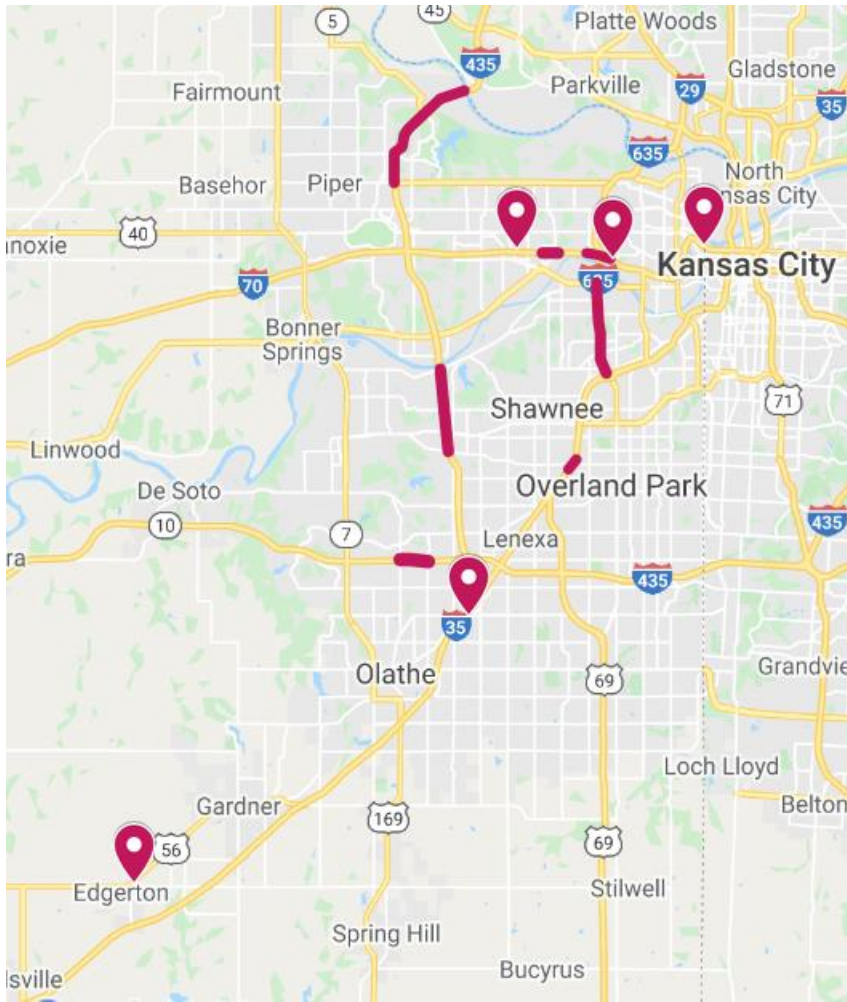 45
5
Platte Woods
435
Gladstone
Fairmount
Parkville
29
35
635
North
nsas City
Basehor
Piper
40
noxie
Kansas City
70
Bonner
Springs
71
Shawnee
Linwood
De Soto
Overland Park
10
7
Lenexa
435
ra
435
35
Olathe
69
Grandvie
Loch Lloyd
Gardner
Belton
169
56
69
Edgerton
Stilwell
Spring Hill
lsville
Bucyrus